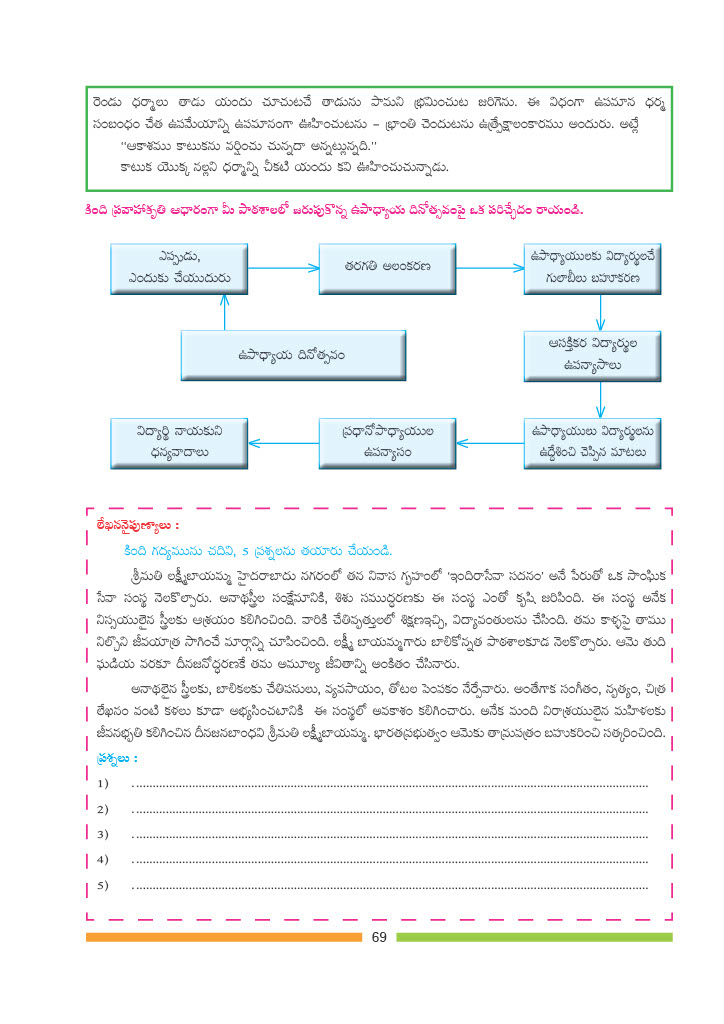 రెండు ధర్మాలు తాడు యందు చూచుటచే తాడును పామని భ్రమించుట జరిగెను. ఈ విధంగా ఉపమాన ధర్మ
సంబంధం చేత ఉపమేయాన్ని ఉపమానంగా ఊహించుటను – భ్రాంతి చెందుటను ఉత్ప్రేక్షాలంకారము అందురు. అట్లే
“ఆకాశము కాటుకను వర్షించు చున్నదా అన్నట్లున్నది.”
కాటుక యొక్క నల్లని ధర్మాన్ని చీకటి యందు కవి ఊహించుచున్నాడు.
కింది ప్రవాహాకృతి ఆధారంగా మీ పాఠశాలలో జరుపుకొన్న ఉపాధ్యాయ దినోత్సవంపై ఒక పరిచ్ఛేదం రాయండి.
ఎప్పుడు,
ఎందుకు చేయుదురు
తరగతి అలంకరణ
ఉపాధ్యాయులకు విద్యార్థులచే
గులాబీలు బహూకరణ
ఉపాధ్యాయ దినోత్సవం
ఆసక్తికర విద్యార్థుల
ఉపన్యాసాలు
విద్యార్థి నాయకుని
ధన్యవాదాలు
ప్రధానోపాధ్యాయుల
ఉపన్యాసం
ఉపాధ్యాయులు విద్యార్థులను
ఉద్దేశించి చెప్పిన మాటలు
లేఖననైపుణ్యాలు :
కింది గద్యమును చదివి, 5 ప్రశ్నలను తయారు చేయండి.
శ్రీమతి లక్ష్మీబాయమ్మ హైదరాబాదు నగరంలో తన నివాస గృహంలో ‘ఇందిరాసేవా సదనం’ అనే పేరుతో ఒక సాంఘిక
సేవా సంస్థ నెలకొల్పారు. అనాథస్త్రీల సంక్షేమానికి, శిశు సముద్ధరణకు ఈ సంస్థ ఎంతో కృషి జరిపింది. ఈ సంస్థ అనేక
నిస్సయులైన స్త్రీలకు ఆశ్రయం కలిగించింది. వారికి చేతివృత్తులలో శిక్షణఇచ్చి, విద్యావంతులను చేసింది. తమ కాళ్ళపై తాము
నిల్చొని జీవయాత్ర సాగించే మార్గాన్ని చూపించింది. లక్ష్మీ బాయమ్మగారు బాలికోన్నత పాఠశాలకూడ నెలకొల్పారు. ఆమె తుది
ఘడియ వరకూ దీనజనోద్ధరణకే తమ అమూల్య జీవితాన్ని అంకితం చేసినారు.
అనాథలైన స్త్రీలకు, బాలికలకు చేతిపనులు, వ్యవసాయం, తోటల పెంపకం నేర్పేవారు. అంతేగాక సంగీతం, నృత్యం, చిత్ర
లేఖనం వంటి కళలు కూడా అభ్యసించటానికి ఈ సంస్థలో అవకాశం కలిగించారు. అనేక మంది నిరాశ్రయులైన మహిళలకు
జీవనభృతి కలిగించిన దీనజనబాంధవి శ్రీమతి లక్ష్మీబాయమ్మ. భారతప్రభుత్వం ఆమెకు తామ్రపత్రం బహుకరించి సత్కరించింది.
ప్రశ్నలు :
1) ........................................................................
2) ........................................................................
3) ........................................................................
4) ........................................................................
5) ........................................................................
69